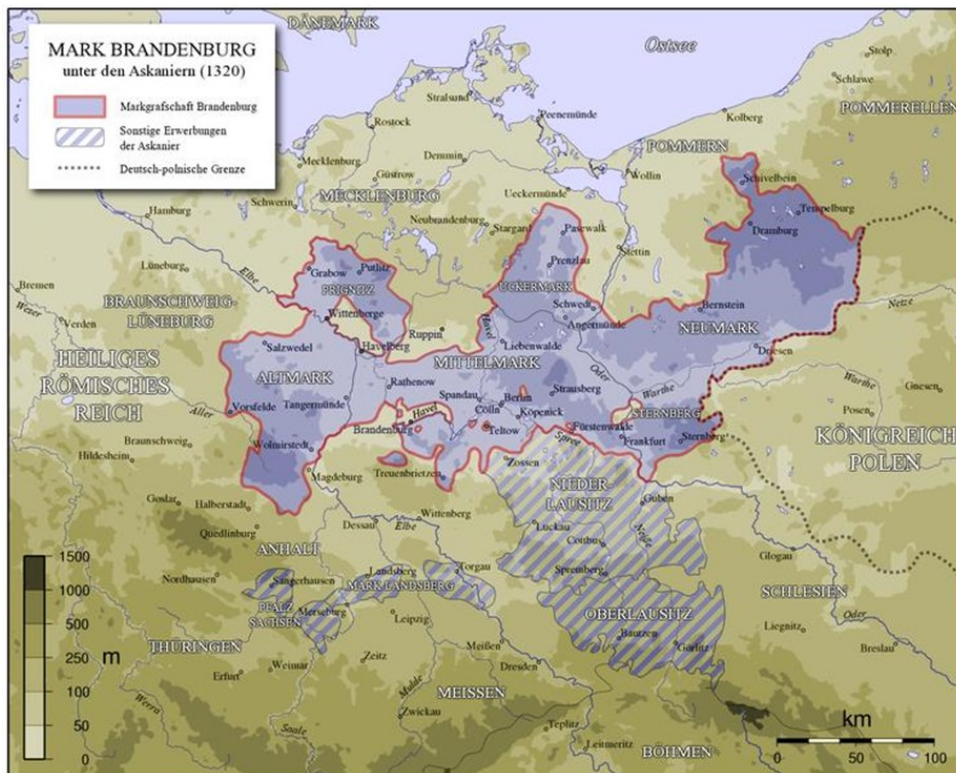 MARK BRANDENBURG
unter den Askaniern (1320)
Markgrafschaft Brandenburg
Sonstige Erwerbungen
der Askanier
Deutsch-polnische Grenze
DÄNEMARK
Ostsee
Stolp
Schlawe
POMMERELLEN
Stralsund
Peenemünde
Kolberg
Rostock
POMMERN
Mecklenburg
Demmin
Wollin
Schivelbein
Güstrow
MECKLENBURG
Ueckermünde
Schwerin
Tempelburg
Hamburg
Neubrandenburg
Stargard
Pasewalk
Dramburg
Stettin
Lüneburg
Elbe
Grabow
Putlitz
Prenzlau
PRIGNITZ
UCKERMARK
Bremen
BRAUNSCHWEIG-
LÜNEBURG
Wittenberge
Schwedt
Bernstein
Netze
Weser
Verden
Ruppin
Havel
Angermünde
NEUMARK
Salzwedel
Havelberg
Liebenwalde
Driesen
HEILIGES
RÖMISCHES
REICH
MITTELMARK
ALTMARK
Rathenow
Oder
Warthe
Warthe
Gnesen
Strausberg
Spandau
Berlin
Aller
Vorsfelde
Tangermünde
Cölln
Köpenick
STERNBERG
Posen
Havel
Brandenburg
Teltow
Fürstenwalde
Frankfurt
Sternberg
KÖNIGREICH
POLEN
Braunschweig
Wolmirstedt
Spree
Hildesheim
Zossen
Magdeburg
Treuenbrietzen
NIEDER-
LAUSITZ
Goslar
Halberstadt
Wittenberg
Guben
Dessau
Elbe
Luckau
Quedlinburg
Neiße
Cottbus
ANHALT
Glogau
Landsberg
Torgau
Spremberg
Nordhausen
Sangerhausen
MARK LANDSBERG
SCHLESIEN
PFALZ
SACHSEN
Merseburg
OBERLAUSITZ
Oder
Leipzig
Liegnitz
Bautzen
Görlitz
THÜRINGEN
Meißen
Breslau
Zeitz
Dresden
Weimar
Erfurt
Mulde
MEISSEN
Werra
Zwickau
Saale
Teplitz
Leitmeritz
BÖHMEN
1500
1000
500
250
100
50
0
m
km
0
50
100